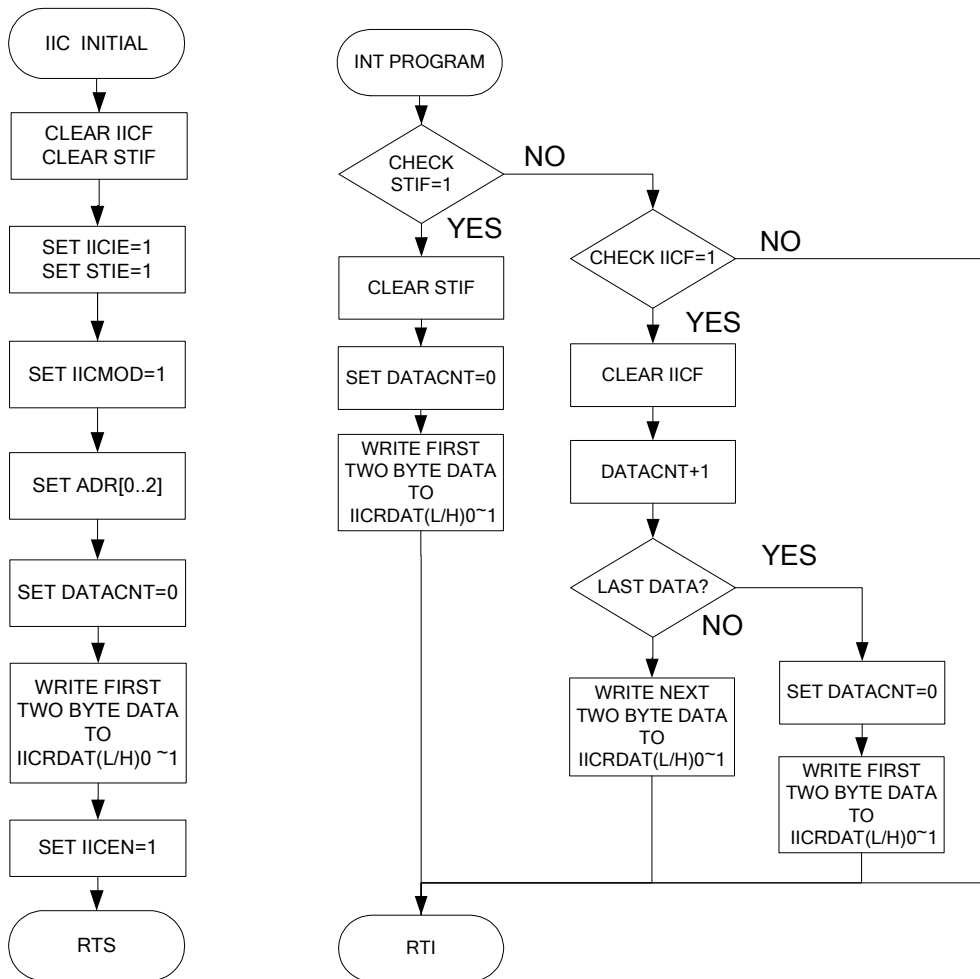 IIC INITIAL
CLEAR IICF
CLEAR STIF
SET IICIE=1
SET STIE=1
SET IICMOD=1
SET ADR[0..2]
SET DATACNT=0
WRITE FIRST
TWO BYTE DATA
TO
IICRDAT(L/H)0 ~1
SET IICEN=1
RTS
INT PROGRAM
CHECK
STIF=1
NO
YES
CLEAR STIF
SET DATACNT=0
WRITE FIRST
TWO BYTE DATA
TO
IICRDAT(L/H)0~1
CHECK IICF=1
NO
YES
CLEAR IICF
DATACNT+1
LAST DATA?
YES
NO
WRITE NEXT
TWO BYTE DATA
TO
IICRDAT(L/H)0~1
SET DATACNT=0
WRITE FIRST
TWO BYTE DATA
TO
IICRDAT(L/H)0~1
RTI